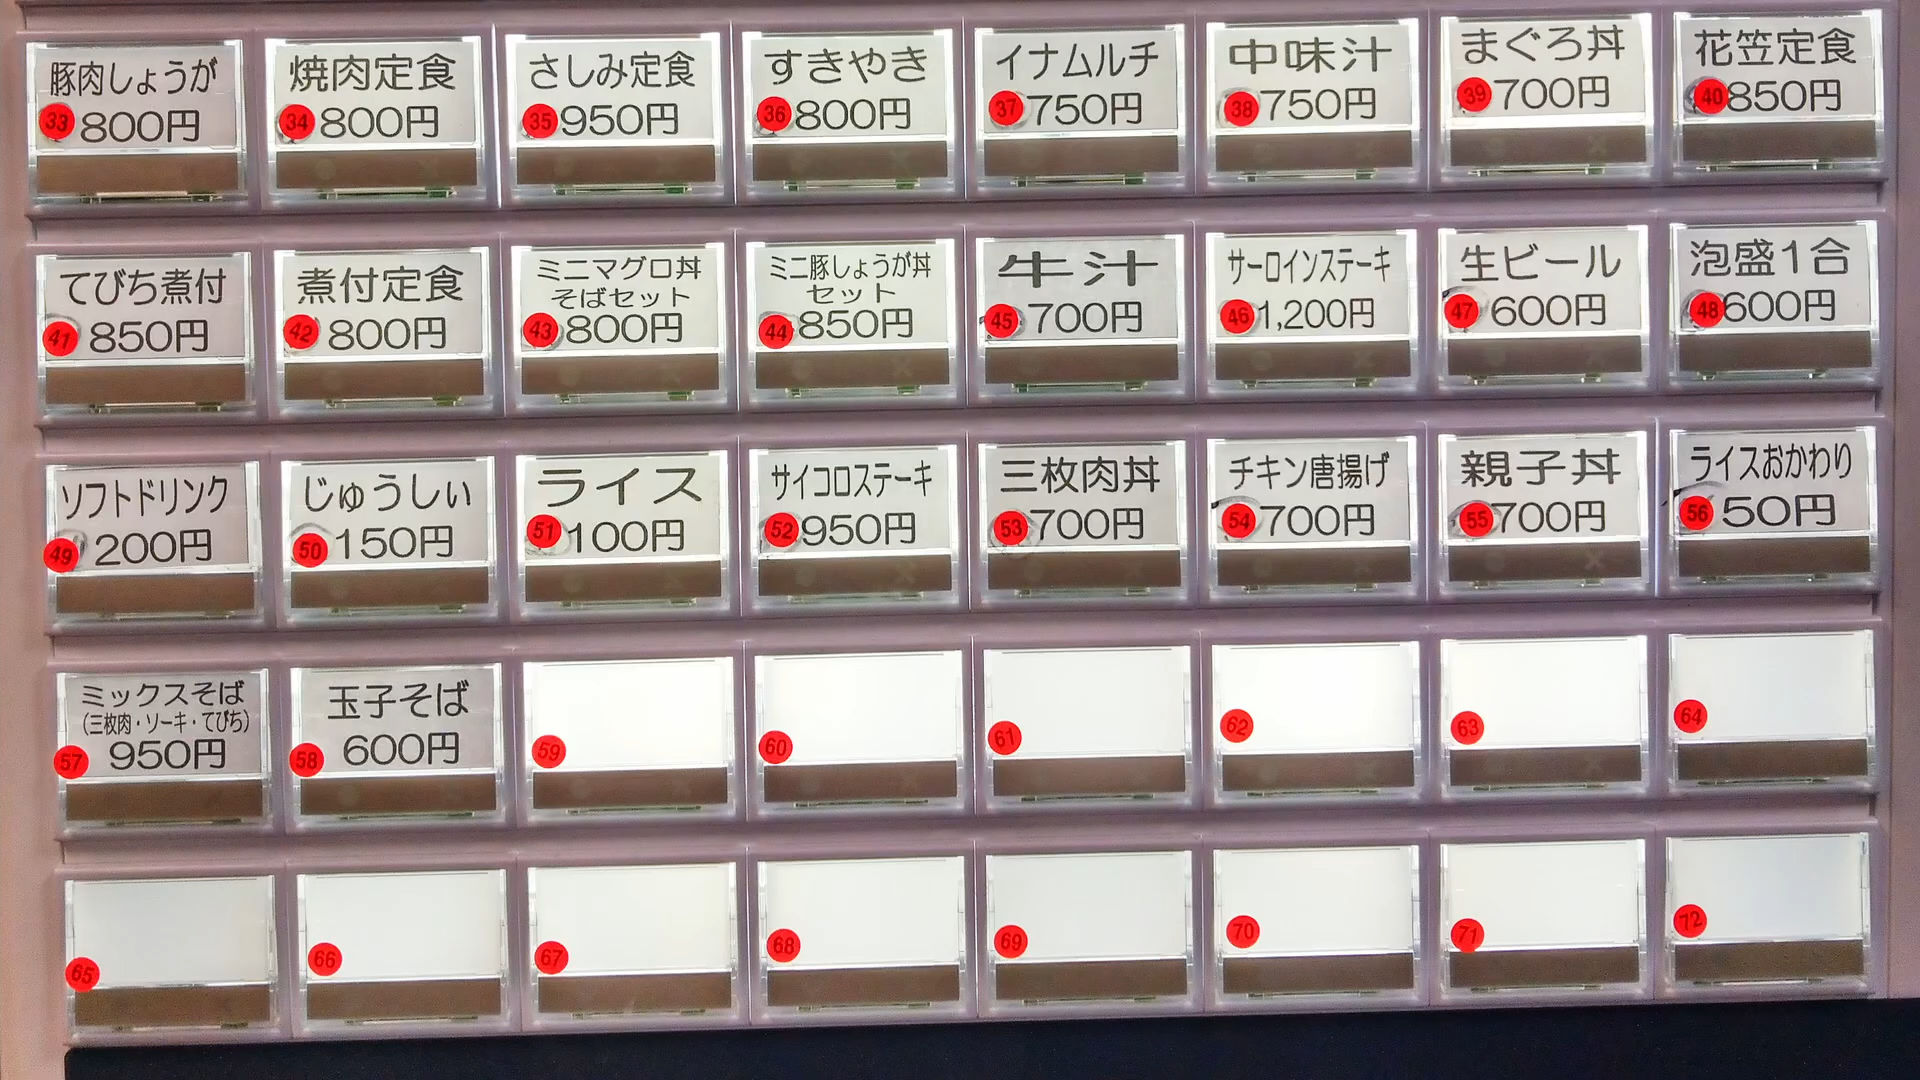 豚肉しょうが
33 800円
焼肉定食
34 800円
さしみ定食
35 950円
すきやき
36 800円
イナムルチ
37 750円
中味汁
38 750円
まぐろ丼
39 700円
花笠定食
40 850円
てびち煮付
41 850円
煮付定食
42 800円
ミニマグロ丼
そばセット
43 800円
ミニ豚しょうが丼
セット
44 850円
牛汁
45 700円
サーロインステーキ
46 1,200円
生ビール
47 600円
泡盛1合
48 600円
ソフトドリンク
49 200円
じゅうしぃ
50 150円
ライス
51 100円
サイコロステーキ
52 950円
三枚肉丼
53 700円
チキン唐揚げ
54 700円
親子丼
55 700円
ライスおかわり
56 50円
ミックスそば
(三枚肉・ソーキ・てびち)
57 950円
玉子そば
58 600円
59
60
61
62
63
64
65
66
67
68
69
70
71
72